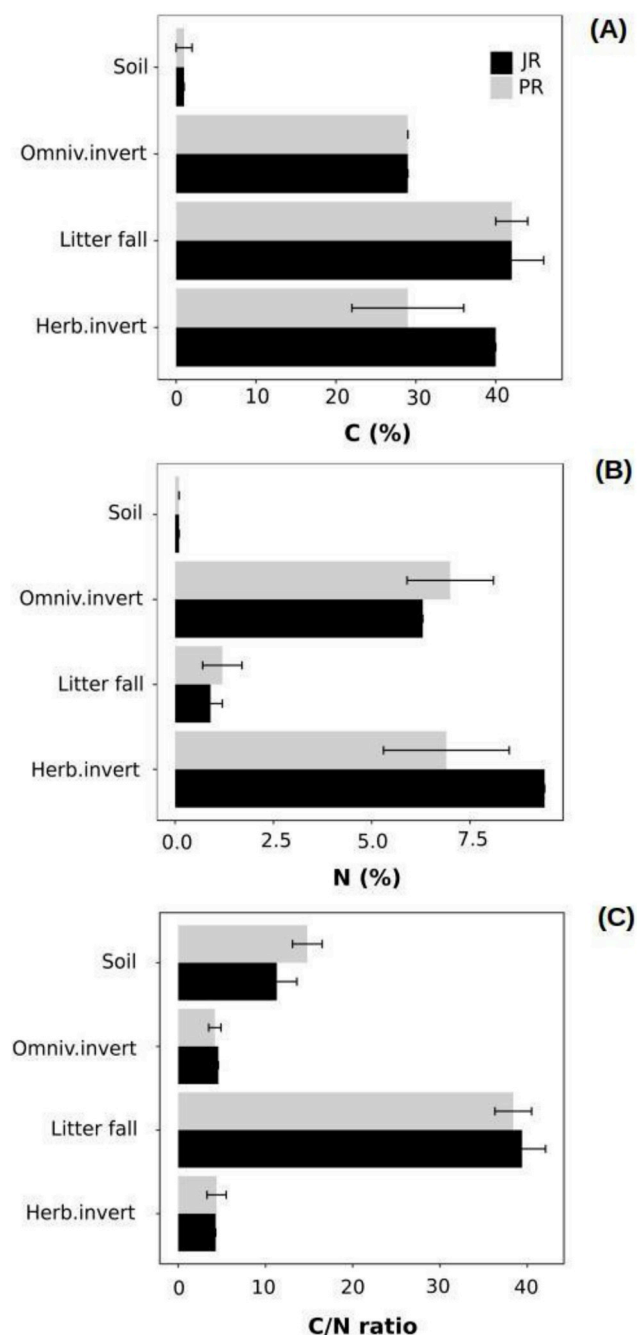 (A)
JR
PR
Soil
Omniv.invert
Litter fall
Herb.invert
0 10 20 30 40
C (%)
(B)
Soil
Omniv.invert
Litter fall
Herb.invert
0.0 2.5 5.0 7.5
N (%)
(C)
Soil
Omniv.invert
Litter fall
Herb.invert
0 10 20 30 40
C/N ratio